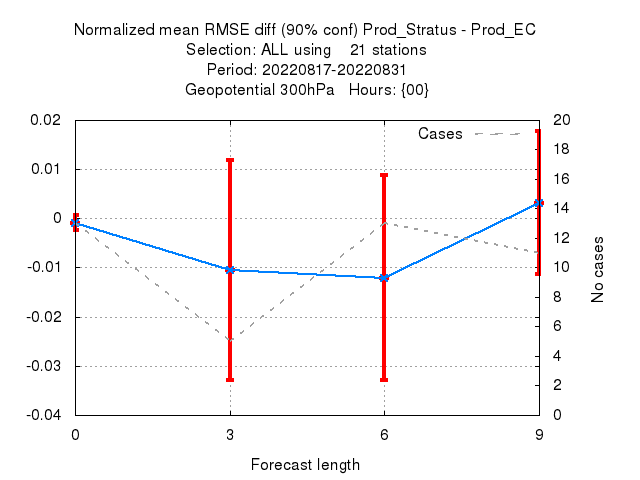 Normalized mean RMSE diff (90% conf) Prod_Stratus - Prod_EC
Selection: ALL using    21 stations
Period: 20220817-20220831
Geopotential 300hPa   Hours: {00}
Cases
0.02
0.01
0
-0.01
-0.02
-0.03
-0.04
20
18
16
14
12
10
8
6
4
2
0
No cases
0 3 6 9
Forecast length